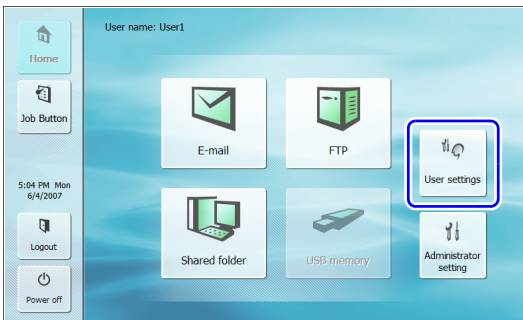 User name: User1
Home
Job Button
5:04 PM Mon
6/4/2007
Logout
Power off
E-mail
FTP
Shared folder
USB memory
User settings
Administrator
setting